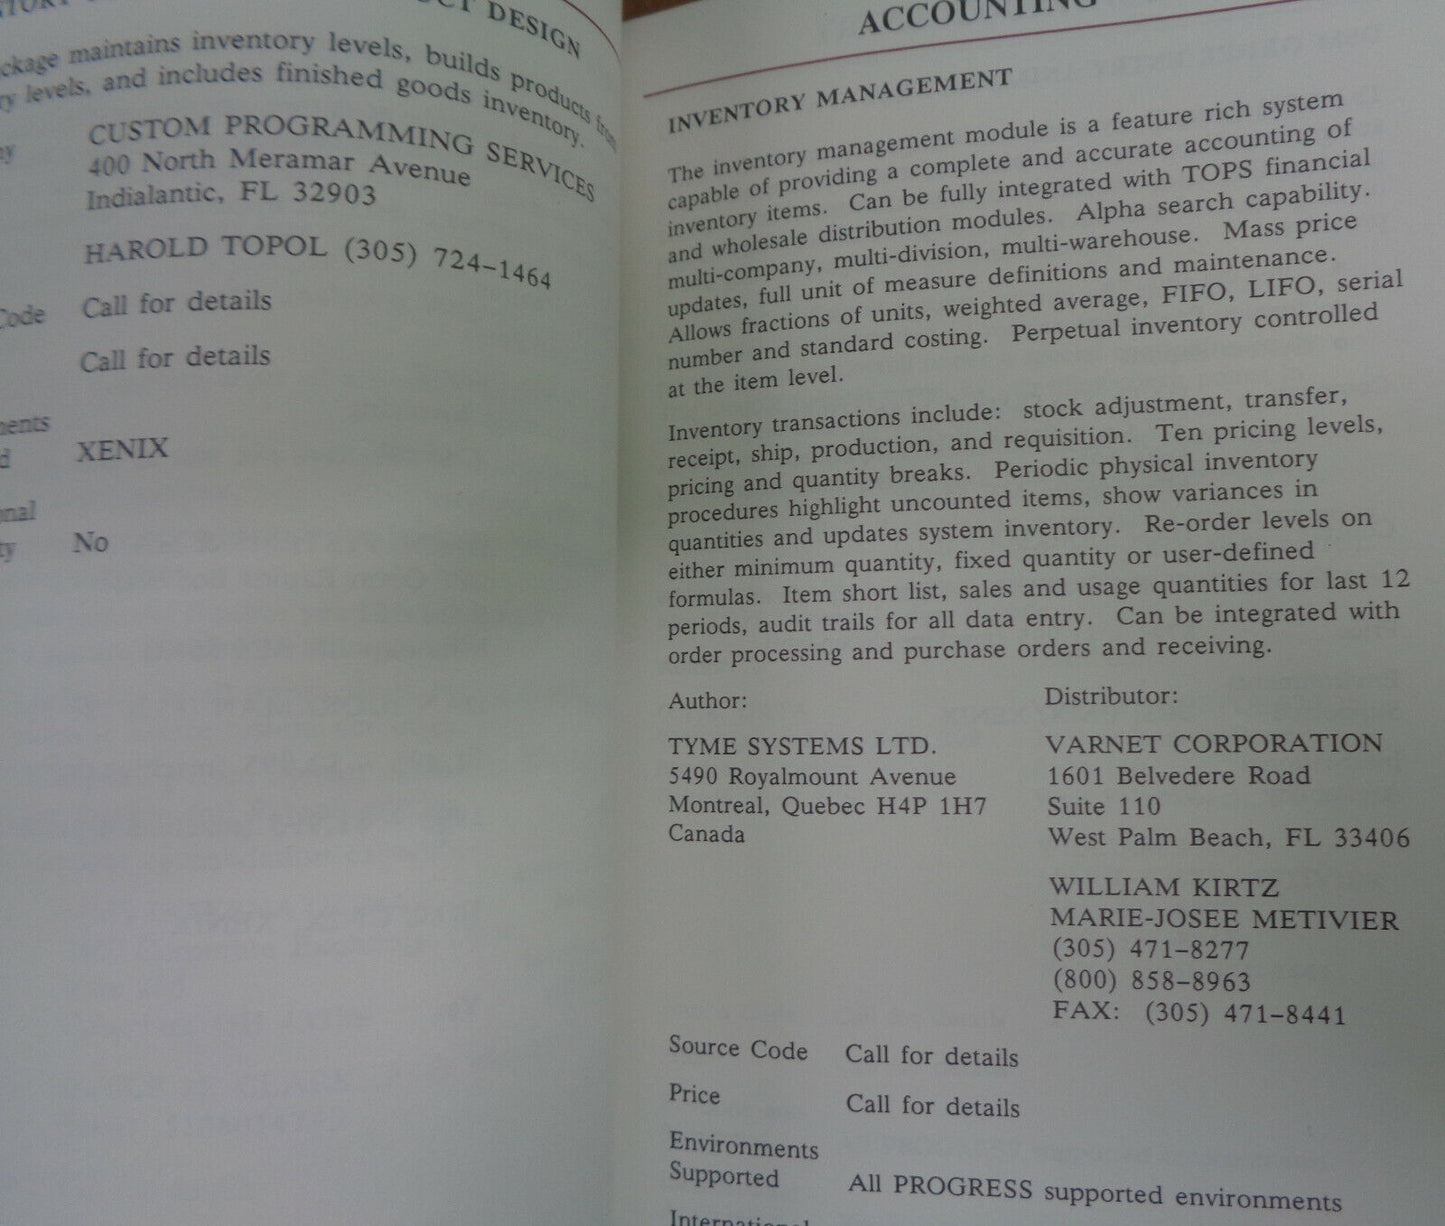 DESIGN
maintains inventory levels, builds products
levels, and includes finished goods inventory.
CUSTOM PROGRAMMING SERVICES
400 North Meramar Avenue
Indialantic, FL 32903
HAROLD TOPOL (305) 724-1464
Code Call for details
Call for details
XENIX
No
ACCOUNTING
INVENTORY MANAGEMENT
The inventory management module is a feature rich system
capable of providing a complete and accurate accounting of
inventory items. Can be fully integrated with TOPS financial
and wholesale distribution modules. Alpha search capability.
multi-company, multi-division, multi-warehouse. Mass price
updates, full unit of measure definitions and maintenance.
Allows fractions of units, weighted average, FIFO, LIFO, serial
number and standard costing. Perpetual inventory controlled
at the item level.
Inventory transactions include: stock adjustment, transfer,
receipt, ship, production, and requisition. Ten pricing levels,
pricing and quantity breaks. Periodic physical inventory
procedures highlight uncounted items, show variances in
quantities and updates system inventory. Re-order levels on
either minimum quantity, fixed quantity or user-defined
formulas. Item short list, sales and usage quantities for last 12
periods, audit trails for all data entry. Can be integrated with
order processing and purchase orders and receiving.
Author:
TYME SYSTEMS LTD.
5490 Royalmount Avenue
Montreal, Quebec H4P 1H7
Canada
Distributor:
VARNET CORPORATION
1601 Belvedere Road
Suite 110
West Palm Beach, FL 33406
WILLIAM KIRTZ
MARIE-JOSEE METIVIER
(305) 471-8277
(800) 858-8963
FAX: (305) 471-8441
Source Code Call for details
Price Call for details
Environments
Supported All PROGRESS supported environments